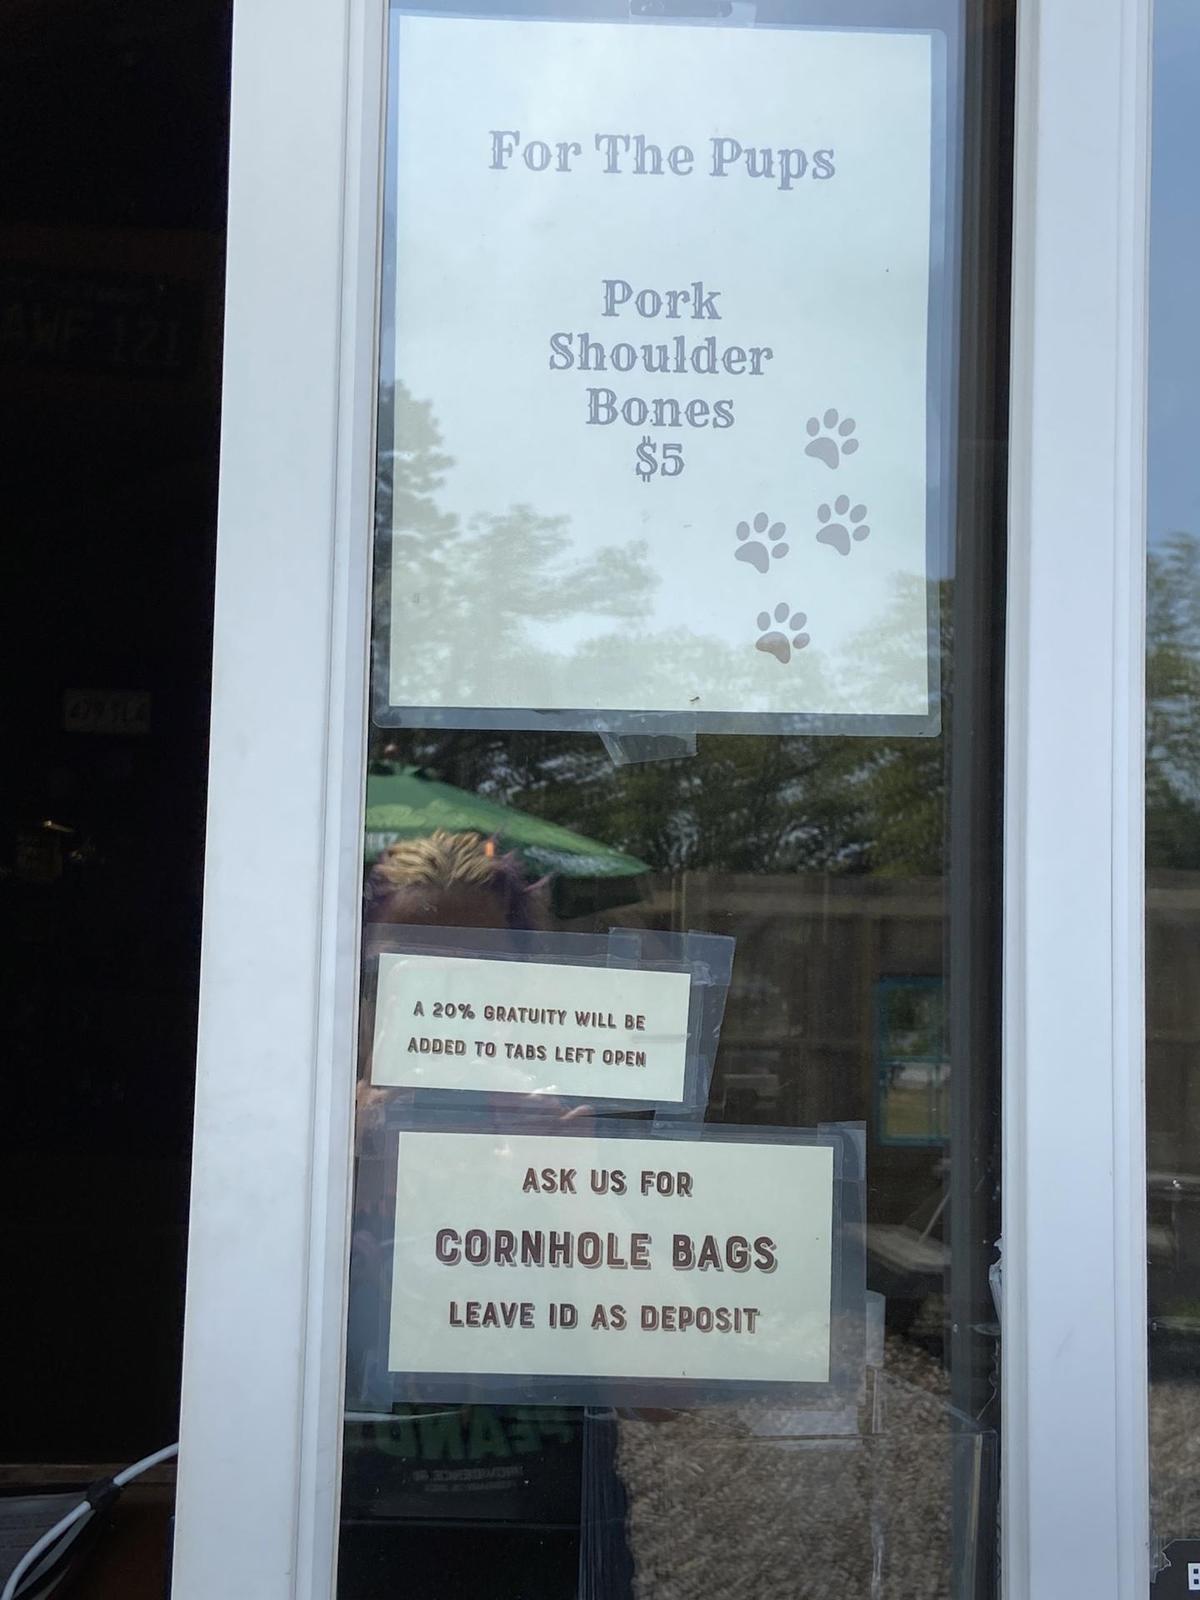 For The Pups
Pork
Shoulder
Bones
$5
A 20% GRATUITY WILL BE
ADDED TO TABS LEFT OPEN
ASK US FOR
CORNHOLE BAGS
LEAVE ID AS DEPOSIT